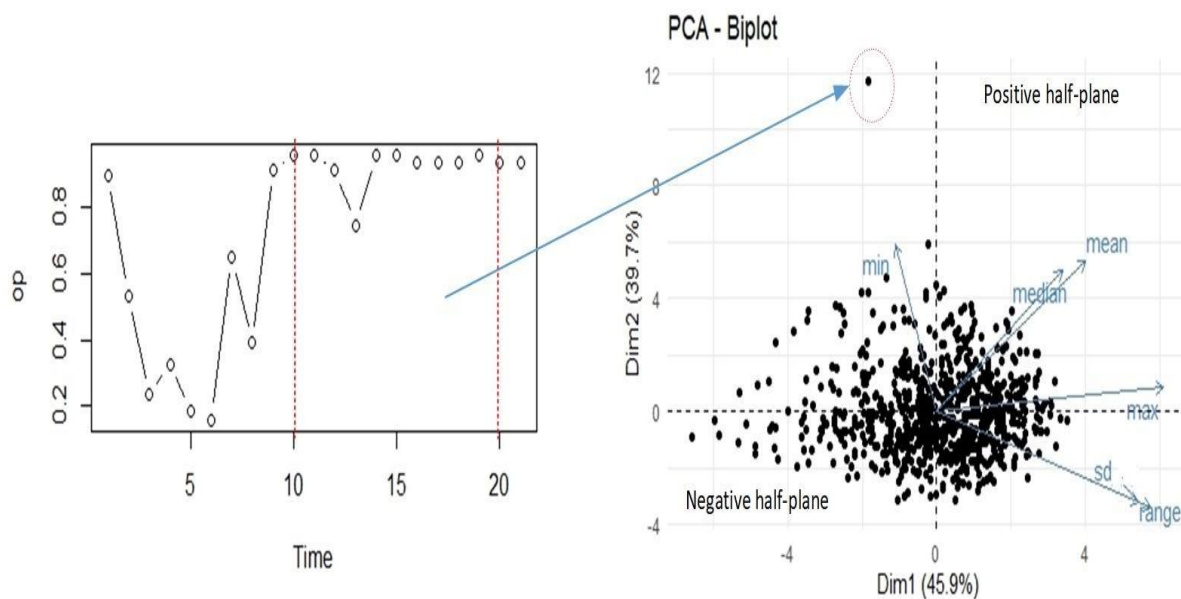 PCA - Biplot
12
Positive half-plane
8
4
0
-4
Dim2 (39.7%)
min
mean
median
max
sd
range
Negative half-plane
-4
0
4
Dim1 (45.9%)
op
0.8
0.6
0.4
0.2
5
10
15
20
Time